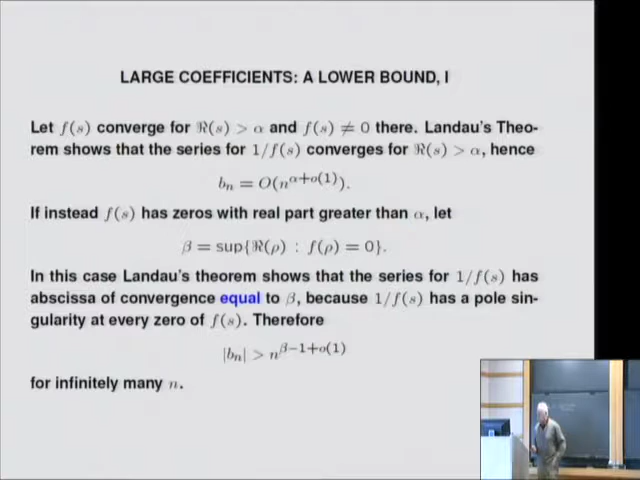 LARGE COEFFICIENTS: A LOWER BOUND, I
Let f(s) converge for ℜ(s) > α and f(s) ≠ 0 there. Landau's Theo-
rem shows that the series for 1/f(s) converges for ℜ(s) > α, hence
bₙ = O(n^{α+o(1)}).
If instead f(s) has zeros with real part greater than α, let
β = sup{ℜ(ρ) : f(ρ) = 0}.
In this case Landau's theorem shows that the series for 1/f(s) has
abscissa of convergence equal to β, because 1/f(s) has a pole sin-
gularity at every zero of f(s). Therefore
|bₙ| > n^{β−1+o(1)}
for infinitely many n.